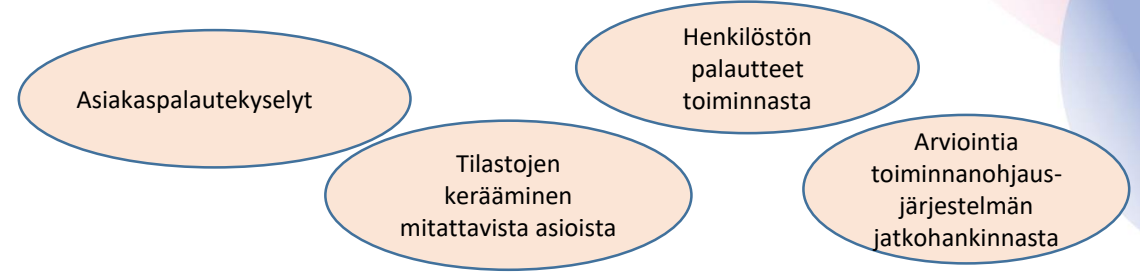 Asiakaspalautekyselyt
Tilastojen
kerääminen
mitattavista asioista
Henkilöstön
palautteet
toiminnasta
Arviointia
toiminnanohjaus-
järjestelmän
jatkohankinnasta